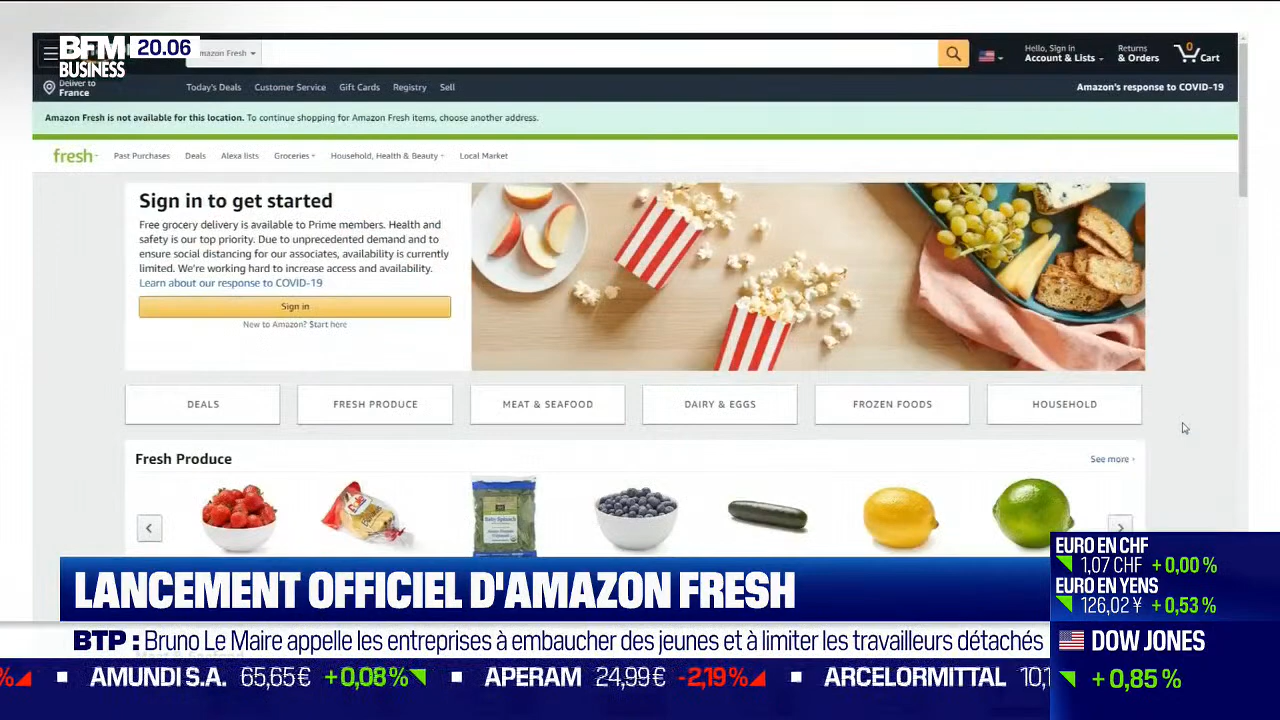 BFM
BUSINESS
20.06
mazon Fresh
Hello, Sign in
Account & Lists
Returns
& Orders
0
Cart
Deliver to
France
Today's Deals
Customer Service
Gift Cards
Registry
Sell
Amazon's response to COVID-19
Amazon Fresh is not available for this location. To continue shopping for Amazon Fresh items, choose another address.
fresh
Past Purchases
Deals
Alexa lists
Groceries
Household, Health & Beauty
Local Market
Sign in to get started
Free grocery delivery is available to Prime members. Health and
safety is our top priority. Due to unprecedented demand and to
ensure social distancing for our associates, availability is currently
limited. We're working hard to increase access and availability.
Learn about our response to COVID-19
Sign in
New to Amazon? Start here
DEALS
FRESH PRODUCE
MEAT & SEAFOOD
DAIRY & EGGS
FROZEN FOODS
HOUSEHOLD
Fresh Produce
See more
Baby Spinach
LANCEMENT OFFICIEL D'AMAZON FRESH
EURO EN CHF
1,07 CHF + 0,00 %
EURO EN YENS
126,02 ¥ + 0,53 %
BTP : Bruno Le Maire appelle les entreprises à embaucher des jeunes et à limiter les travailleurs détachés
DOW JONES
+ 0,85 %
% AMUNDI S.A. 65,65€ +0,08% APERAM 24,99€ -2,19% ARCELORMITTAL 10,1